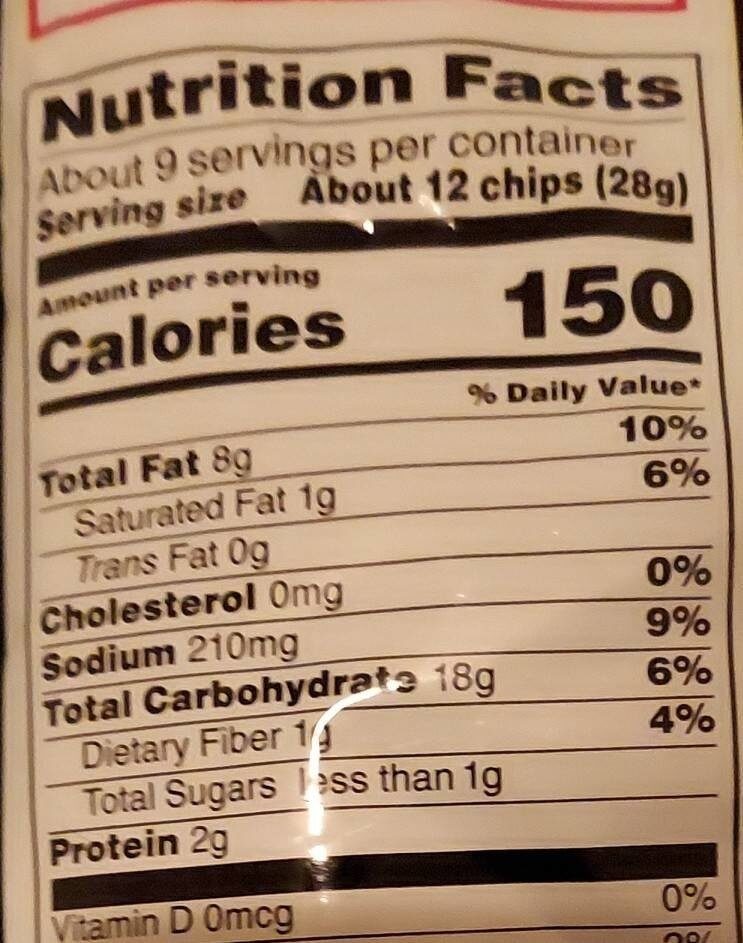 Nutrition Facts
About 9 servings per container
Serving size About 12 chips (28g)
Amount per serving
Calories 150
% Daily Value*
Total Fat 8g 10%
Saturated Fat 1g 6%
Trans Fat 0g
Cholesterol 0mg 0%
Sodium 210mg 9%
Total Carbohydrate 18g 6%
Dietary Fiber 1g 4%
Total Sugars less than 1g
Protein 2g
Vitamin D 0mcg 0%